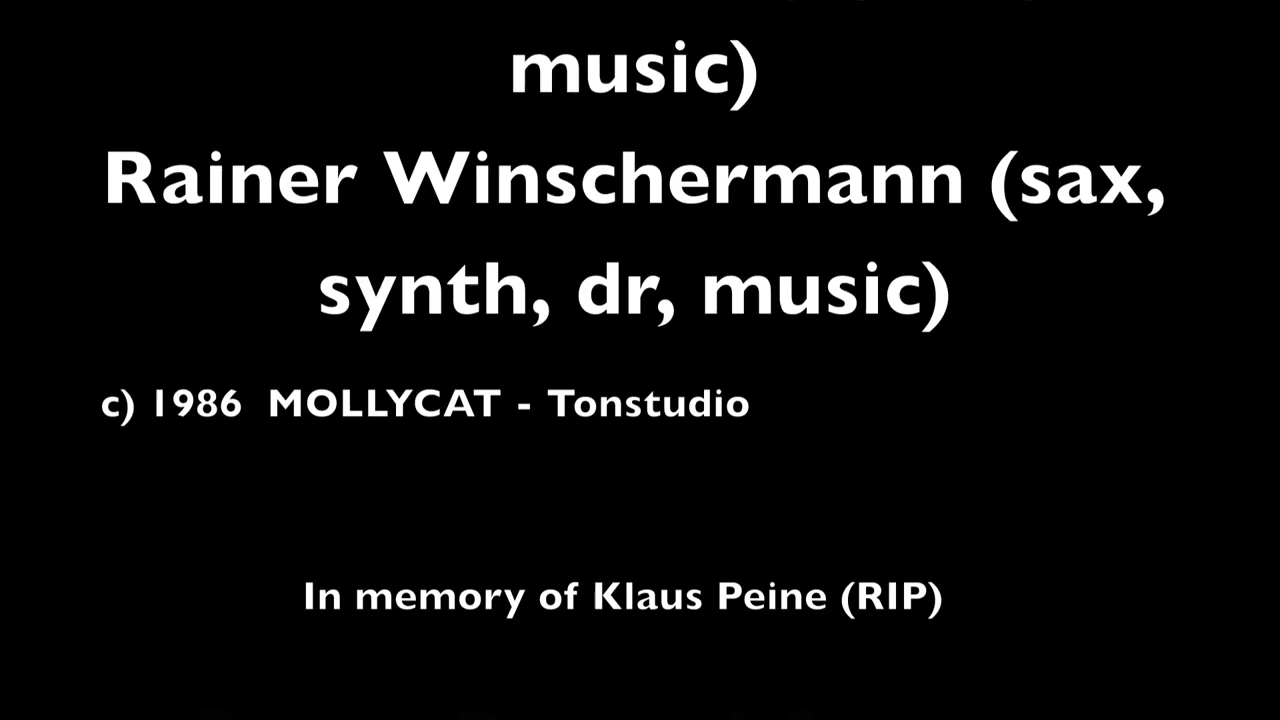 music)
Rainer Winschermann (sax,
synth, dr, music)
c) 1986  MOLLYCAT - Tonstudio
In memory of Klaus Peine (RIP)